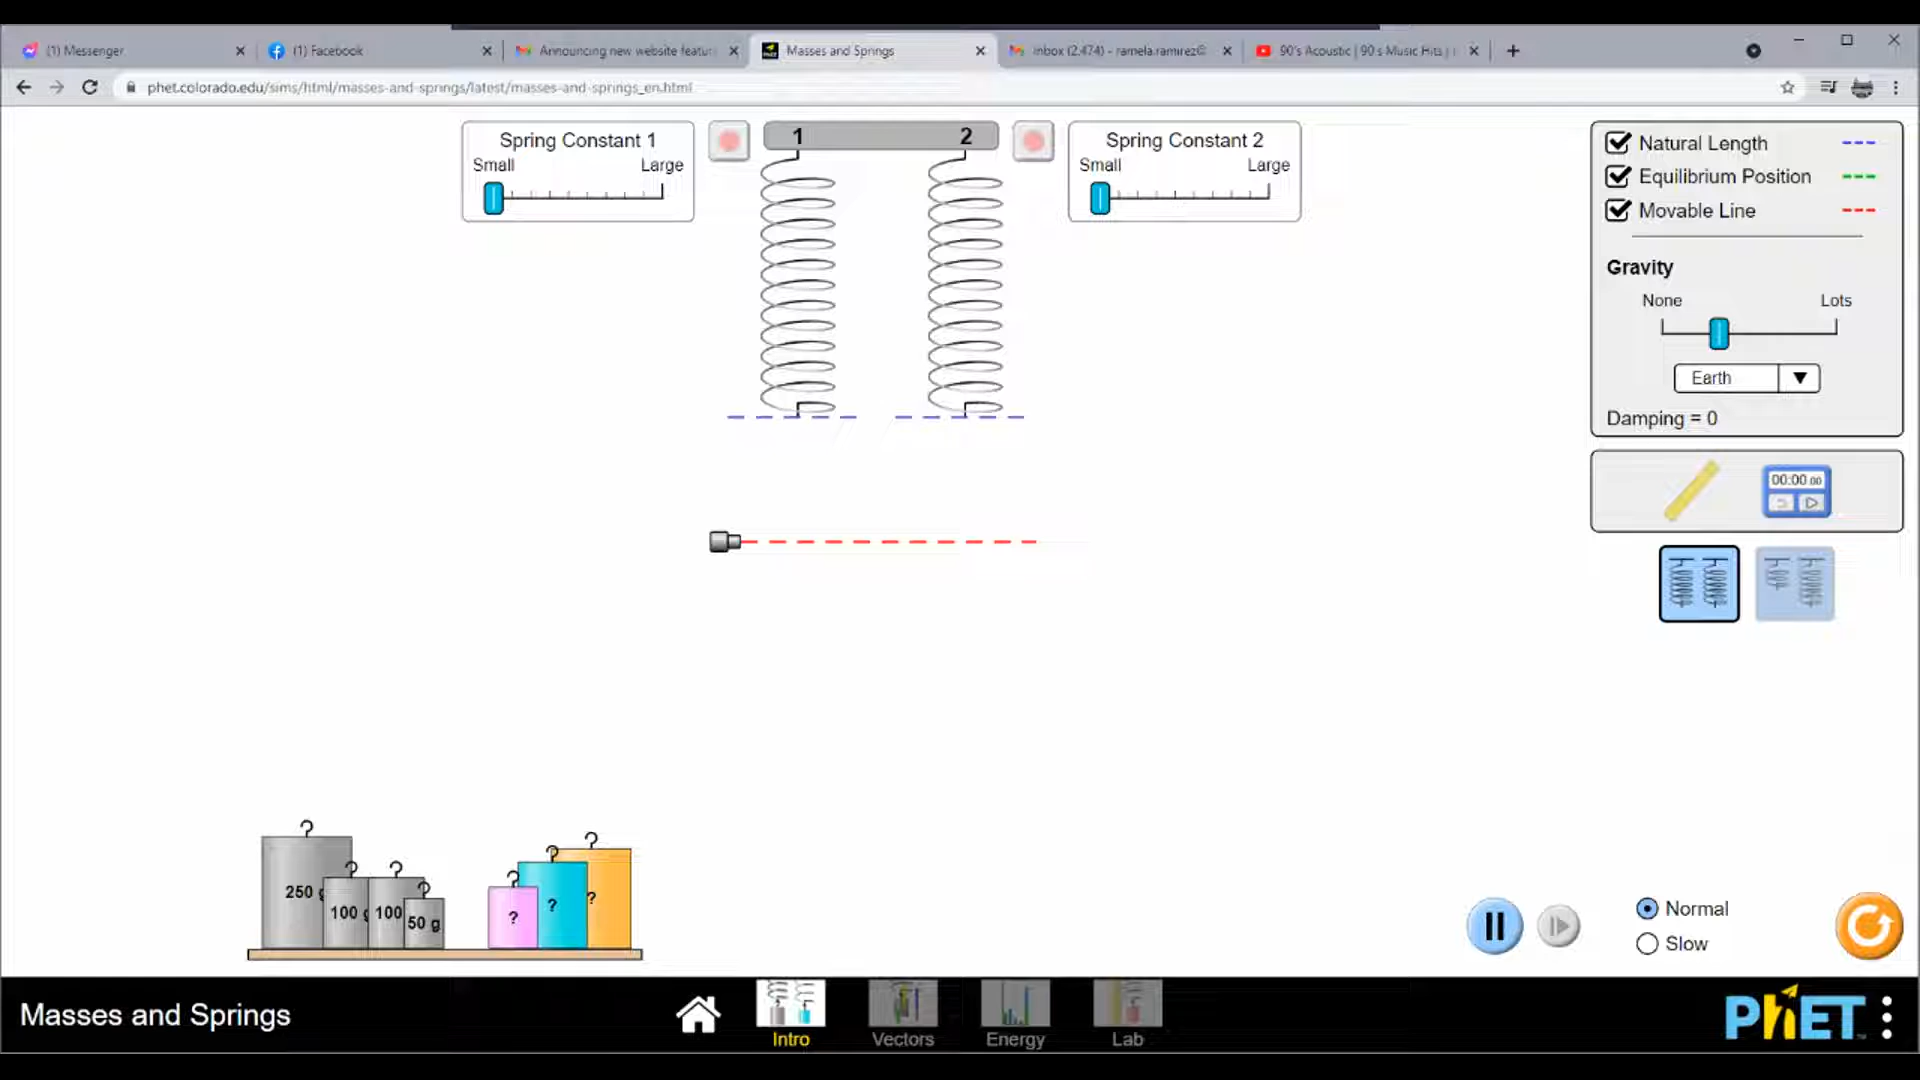 (1) Messenger
(1) Facebook
Announcing new website featur
Masses and Springs
Inbox (2,474) - ramela.ramirez@
90's Acoustic | 90 s Music Hits |
phet.colorado.edu/sims/html/masses-and-springs/latest/masses-and-springs_en.html
Spring Constant 1
Small Large
1 2
Spring Constant 2
Small Large
Natural Length
Equilibrium Position
Movable Line
Gravity
None Lots
Earth
Damping = 0
00:00.00
250 g
100 g
100
50 g
?
?
?
Normal
Slow
Masses and Springs
Intro
Vectors
Energy
Lab
PhET